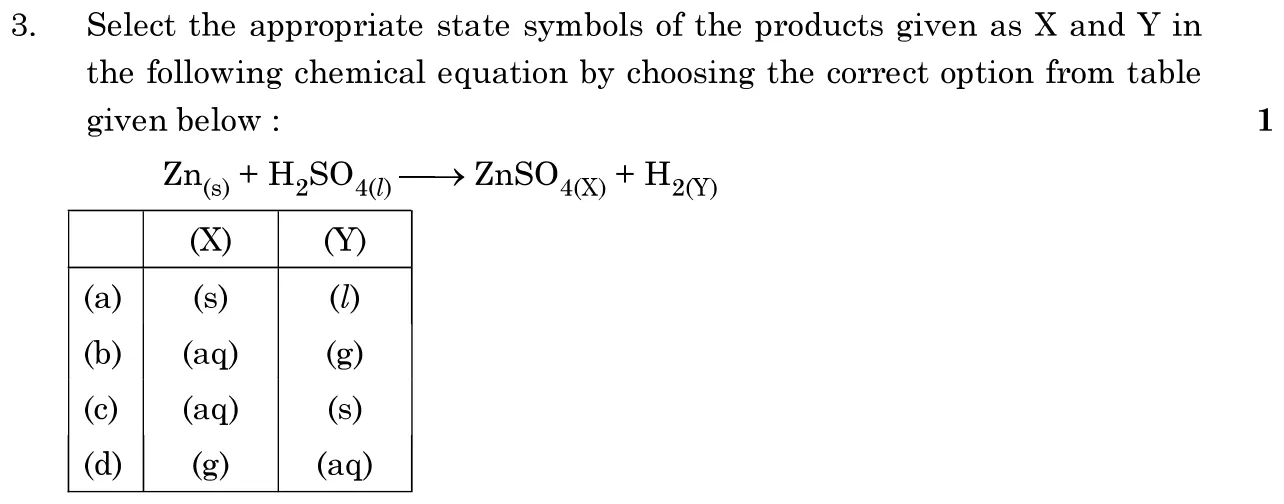 3. Select the appropriate state symbols of the products given as X and Y in
the following chemical equation by choosing the correct option from table
given below :
1
Zn(s) + H₂SO₄(l) ⟶ ZnSO₄(X) + H₂(Y)
(X) (Y)
(a) (s) (l)
(b) (aq) (g)
(c) (aq) (s)
(d) (g) (aq)